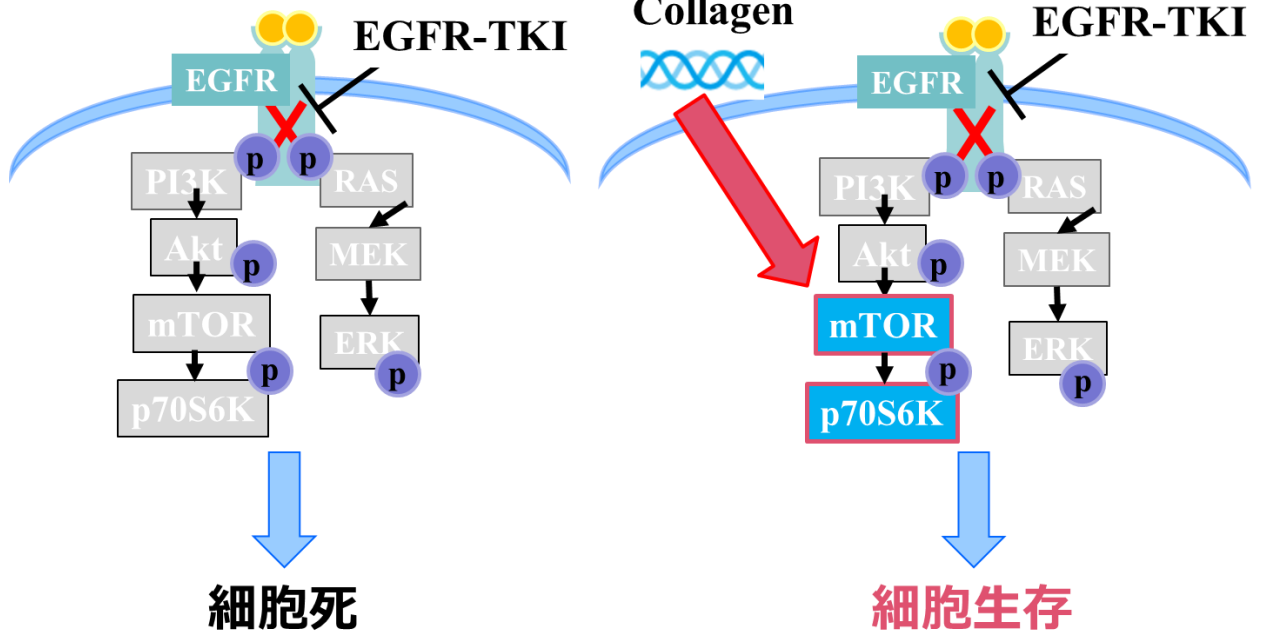 EGFR-TKI
EGFR
p
p
PI3K
RAS
Akt
p
MEK
mTOR
ERK
p
p
p70S6K
細胞死
Collagen
EGFR-TKI
EGFR
p
p
PI3K
RAS
Akt
p
MEK
mTOR
ERK
p
p
p70S6K
細胞生存